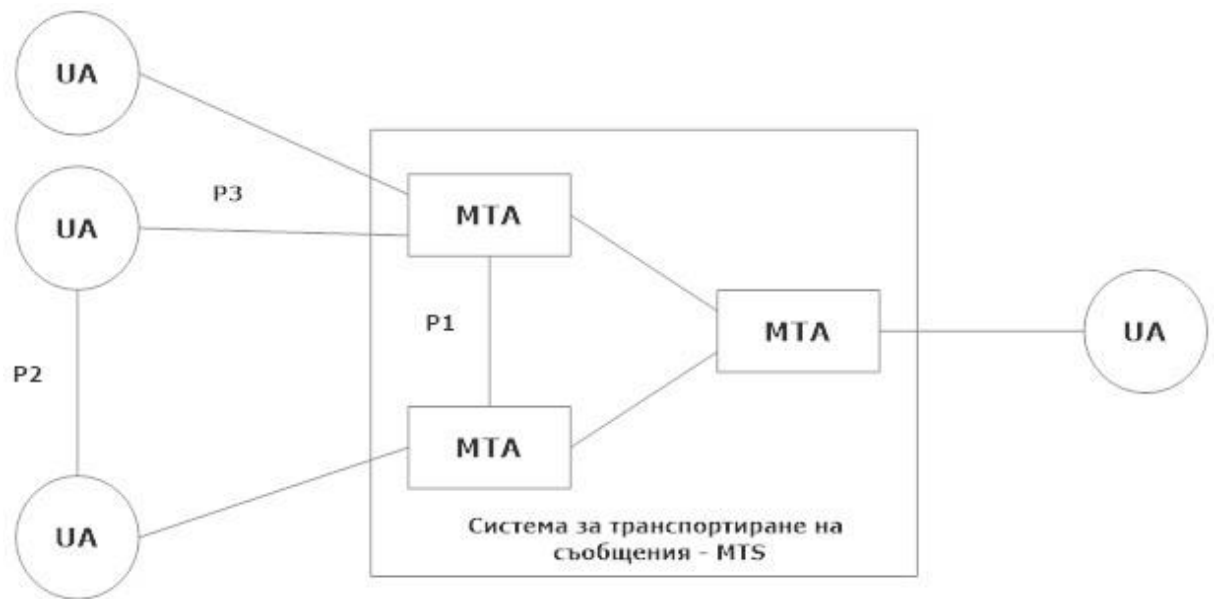 UA
UA
P3
MTA
P1
MTA
UA
P2
MTA
UA
Система за транспортиране на
съобщения - MTS